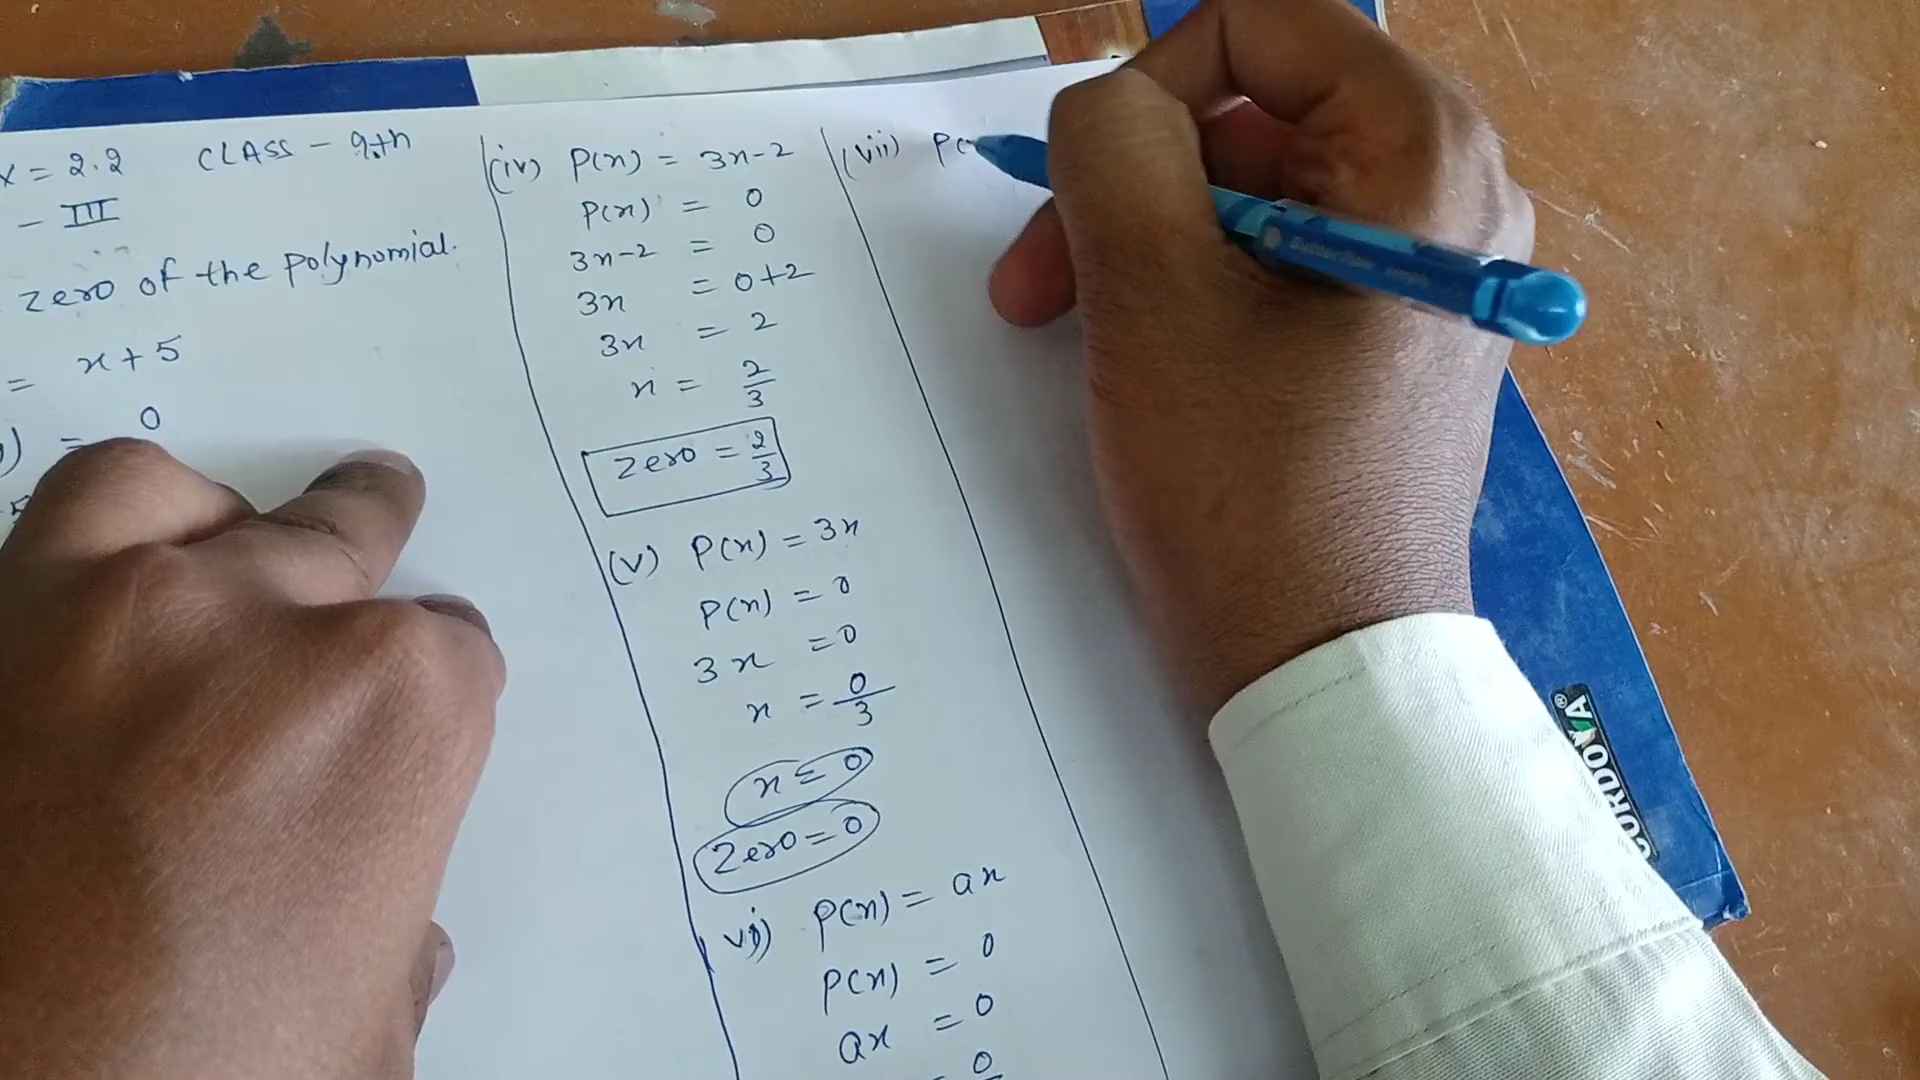 x = 2.2 CLASS - 9th
- III
zero of the polynomial.
= x + 5
) = 0
(iv) P(x) = 3x-2
P(x) = 0
3x-2 = 0
3x = 0+2
3x = 2
x = 2/3
Zero = 2/3
(v) P(x) = 3x
P(x) = 0
3x = 0
x = 0/3
x = 0
Zero = 0
vi) P(x) = ax
P(x) = 0
ax = 0
= 0
(vii) P(
CORDOVA®